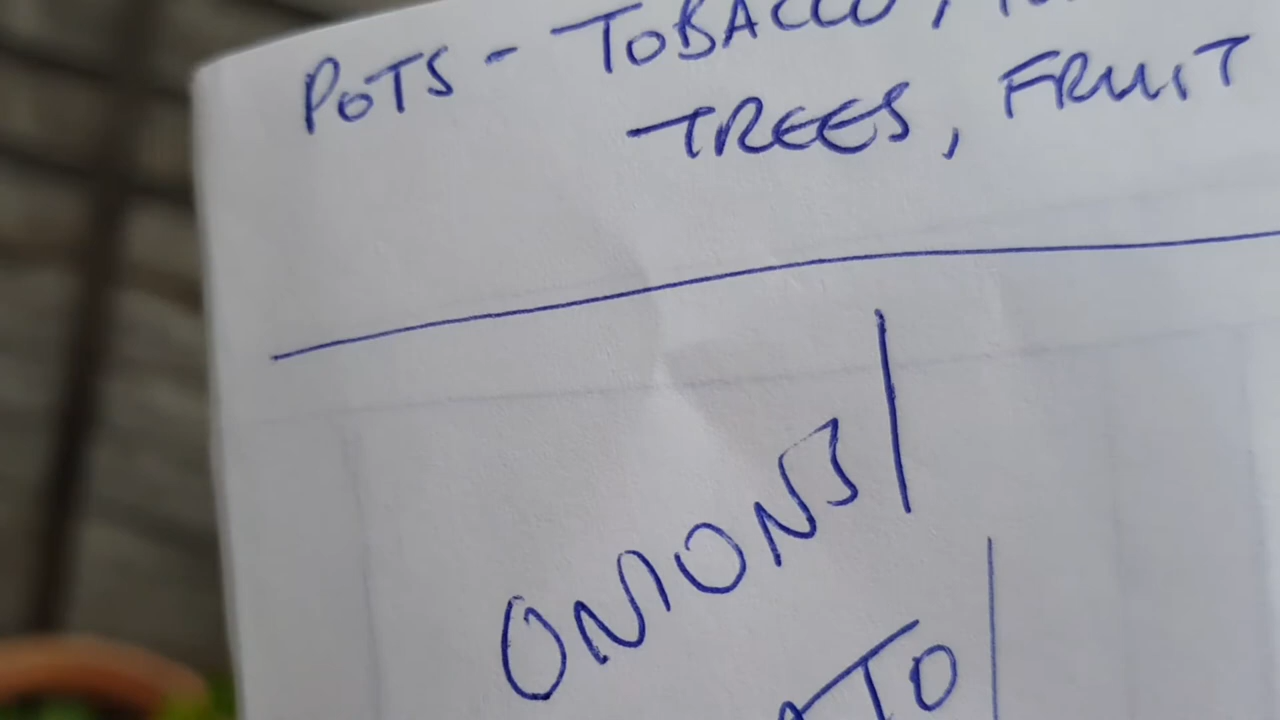 POTS - TOBACCO,
TREES, FRUIT
ONIONS/